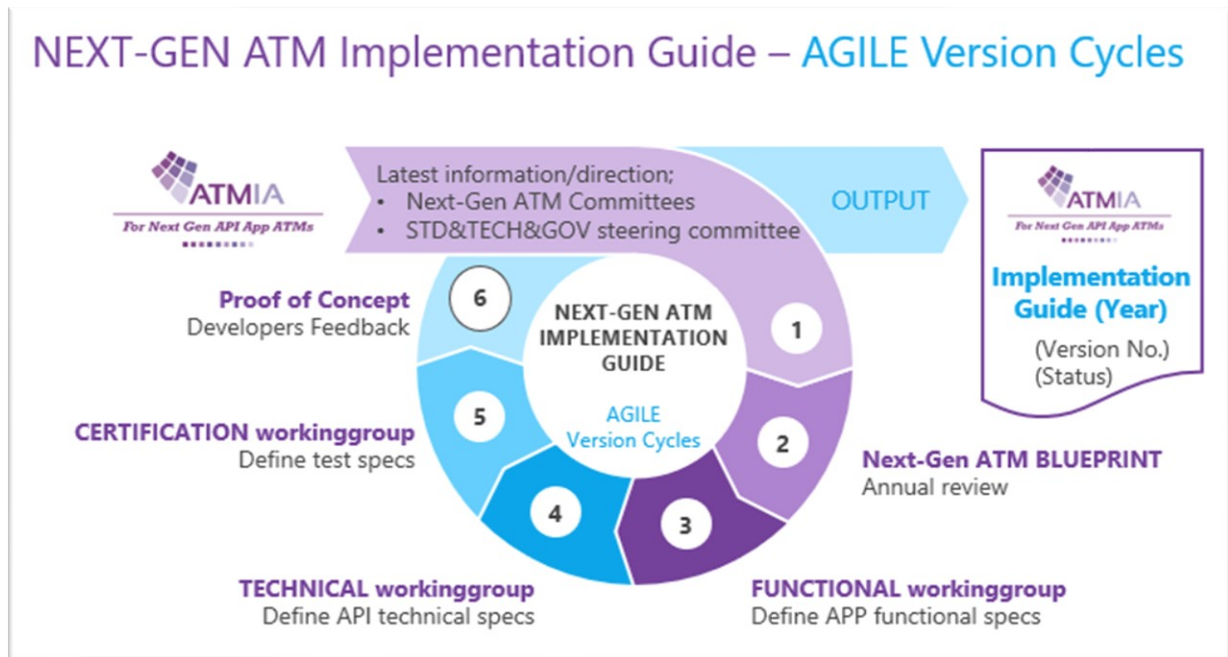 NEXT-GEN ATM Implementation Guide – AGILE Version Cycles
ATMIA
For Next Gen API App ATMs
Latest information/direction;
• Next-Gen ATM Committees
• STD&TECH&GOV steering committee
OUTPUT
ATMIA
For Next Gen API App ATMs
Implementation
Guide (Year)
(Version No.)
(Status)
1
2
Next-Gen ATM BLUEPRINT
Annual review
3
FUNCTIONAL workinggroup
Define APP functional specs
4
TECHNICAL workinggroup
Define API technical specs
5
CERTIFICATION workinggroup
Define test specs
6
Proof of Concept
Developers Feedback
NEXT-GEN ATM
IMPLEMENTATION
GUIDE
AGILE
Version Cycles